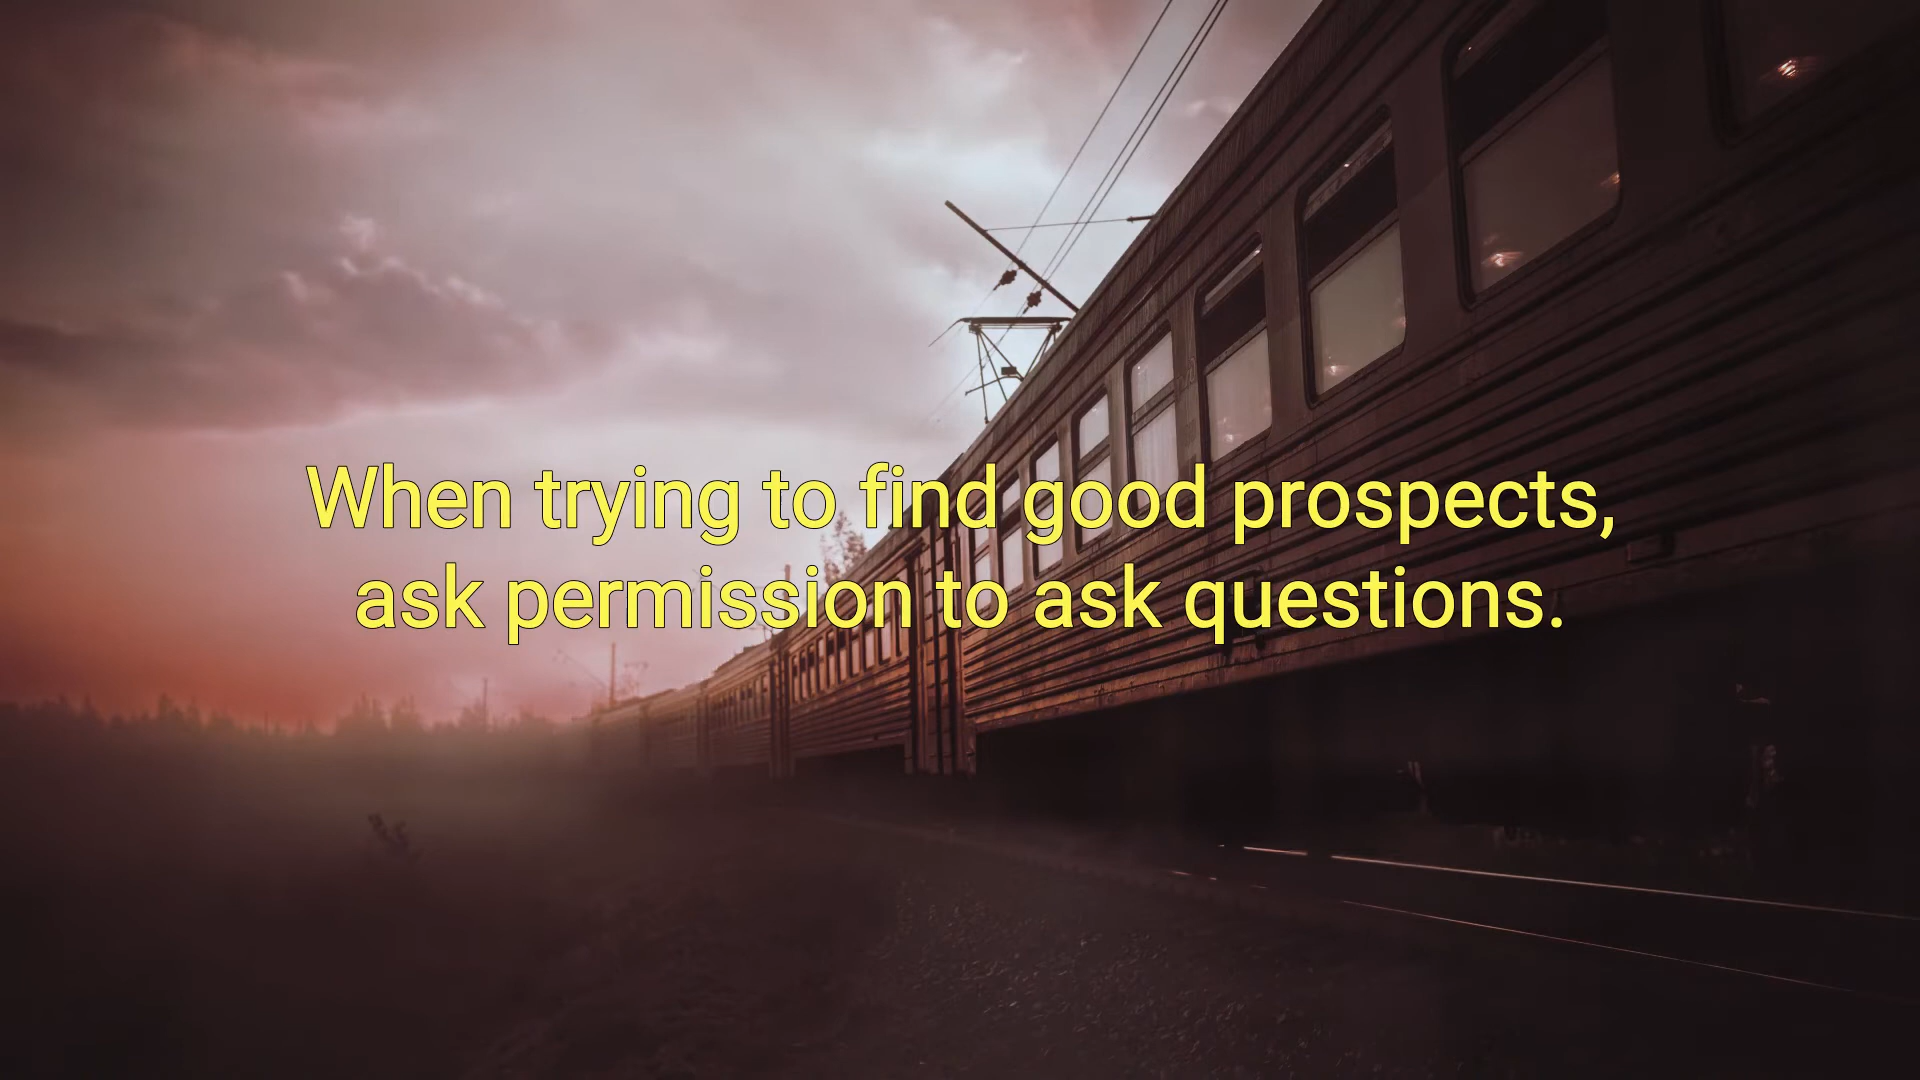 When trying to find good prospects,
ask permission to ask questions.